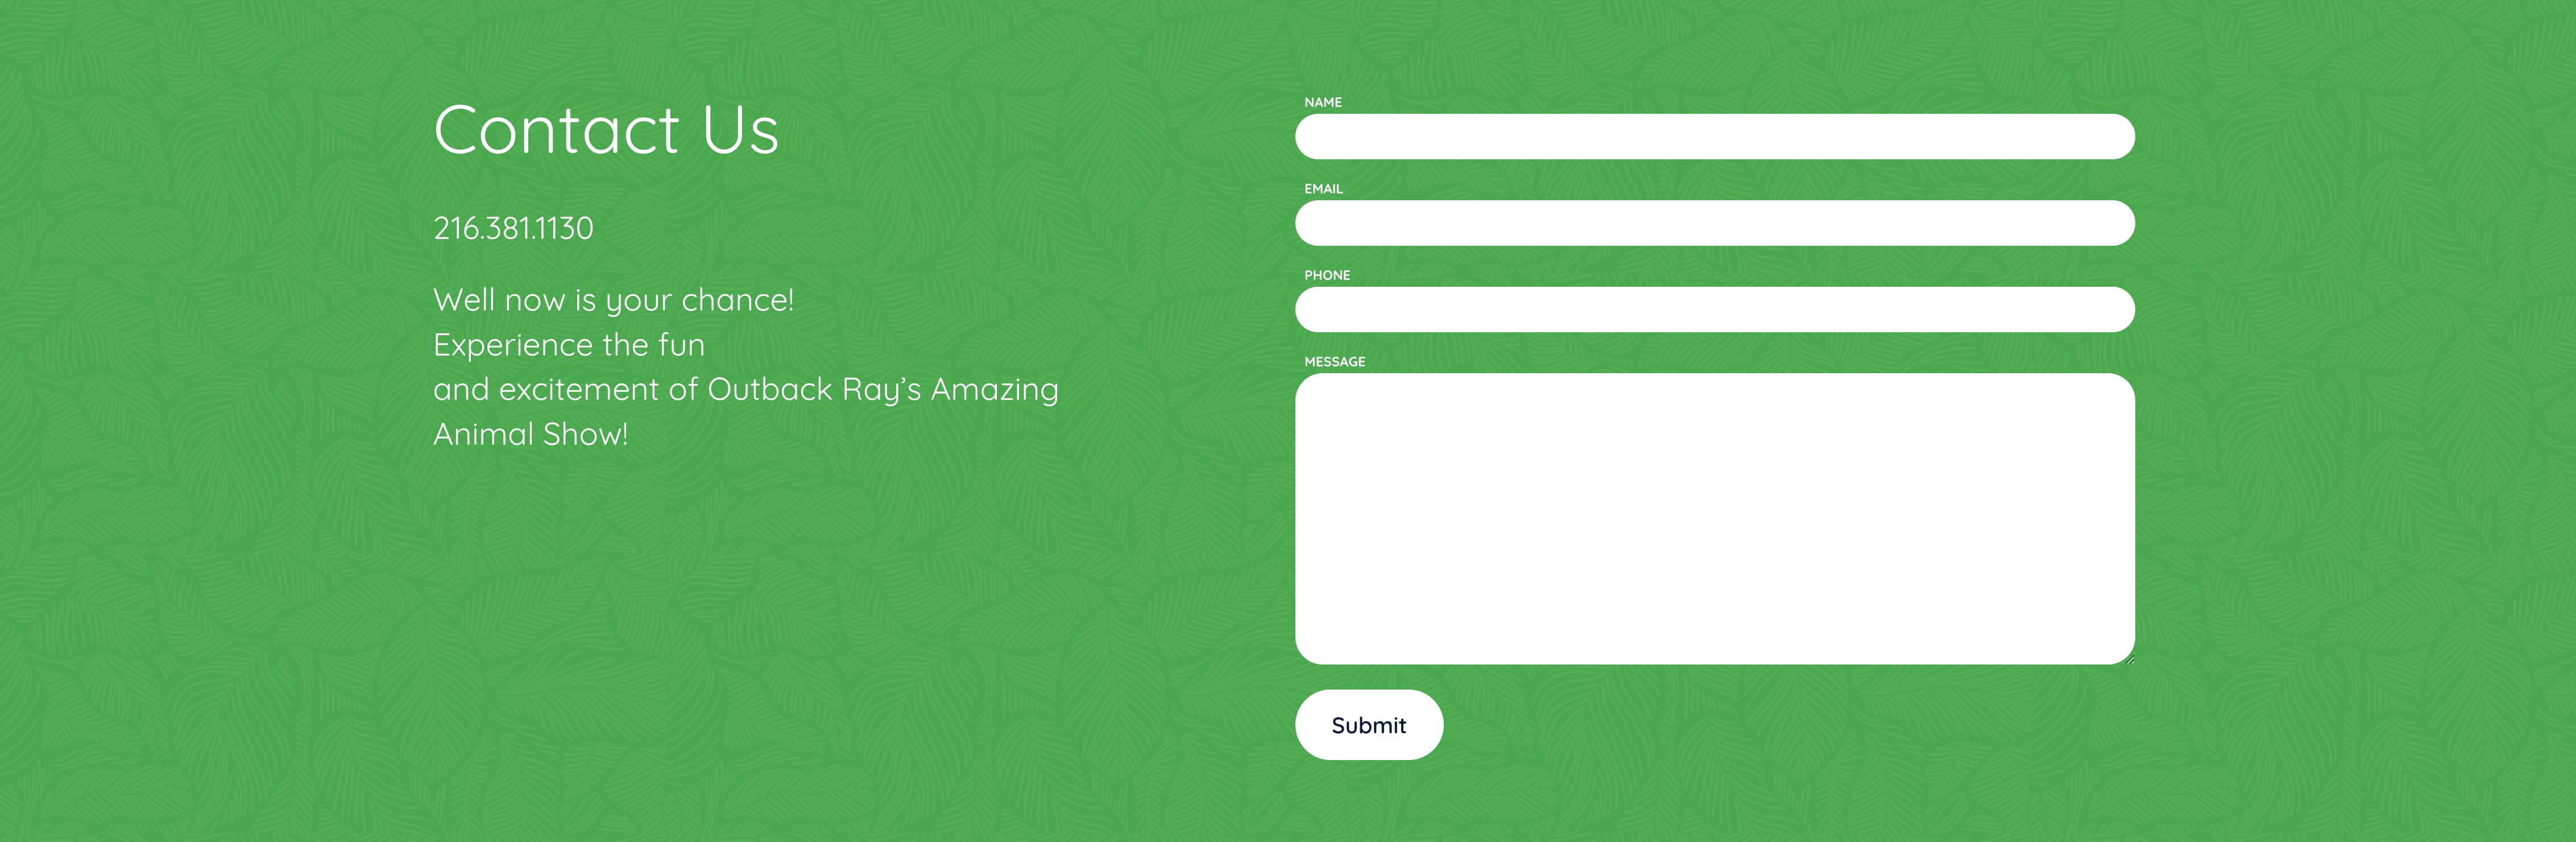 Contact Us
216.381.1130
Well now is your chance!
Experience the fun
and excitement of Outback Ray’s Amazing
Animal Show!
NAME
EMAIL
PHONE
MESSAGE
Submit